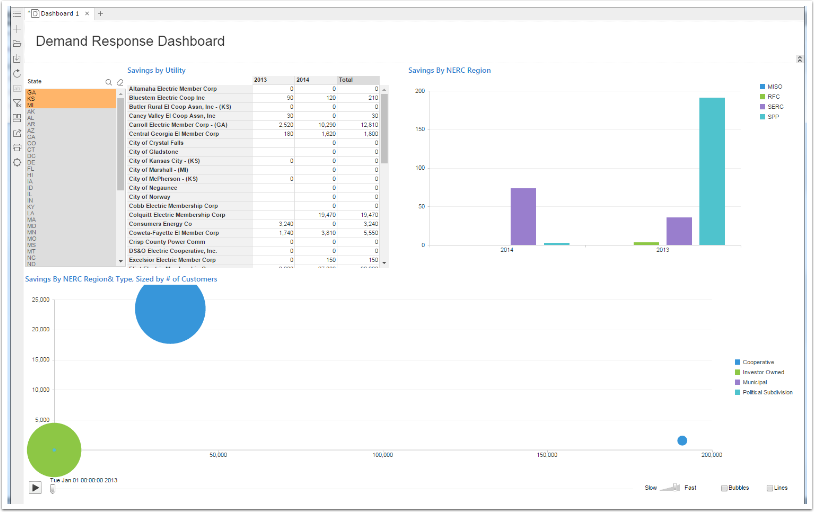 Dashboard 1
Demand Response Dashboard
State
GA
KS
MI
AK
AL
AR
AZ
CA
CO
CT
DC
DE
FL
HI
IA
ID
IL
IN
KY
LA
MA
MD
MN
MO
MS
MT
NC
Savings by Utility
2013 2014 Total
Altamaha Electric Member Corp 0 0 0
Bluestem Electric Coop Inc 90 120 210
Butler Rural El Coop Assn, Inc - (KS) 0 0 0
Caney Valley El Coop Assn, Inc 30 0 30
Carroll Electric Member Corp - (GA) 2,520 10,290 12,810
Central Georgia El Member Corp 180 1,620 1,800
City of Crystal Falls 0 0
City of Gladstone 0 0
City of Kansas City - (KS) 0 0 0
City of Marshall - (MI) 0 0
City of McPherson - (KS) 0 0 0
City of Negaunee 0 0
City of Norway 0 0
Cobb Electric Membership Corp 0 0
Colquitt Electric Membership Corp 19,470 19,470
Consumers Energy Co 3,240 0 3,240
Coweta-Fayette El Member Corp 1,740 3,810 5,550
Crisp County Power Comm 0 0 0
DS&O Electric Cooperative, Inc. 0 0 0
Excelsior Electric Member Corp 0 150 150
Savings By NERC Region
200
150
100
50
0
2014 2013
MISO
RFC
SERC
SPP
Savings By NERC Region& Type, Sized by # of Customers
25,000
20,000
15,000
10,000
5,000
50,000 100,000 150,000 200,000
Cooperative
Investor Owned
Municipal
Political Subdivision
Tue Jan 01 00:00:00 2013
Slow Fast Bubbles Lines